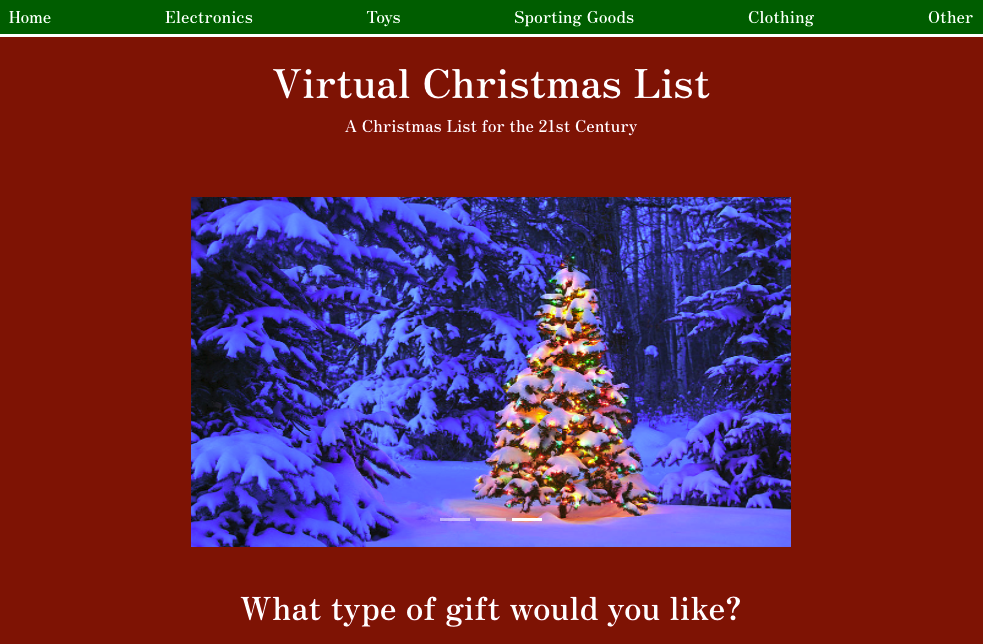 Home Electronics Toys Sporting Goods Clothing Other
Virtual Christmas List
A Christmas List for the 21st Century
What type of gift would you like?